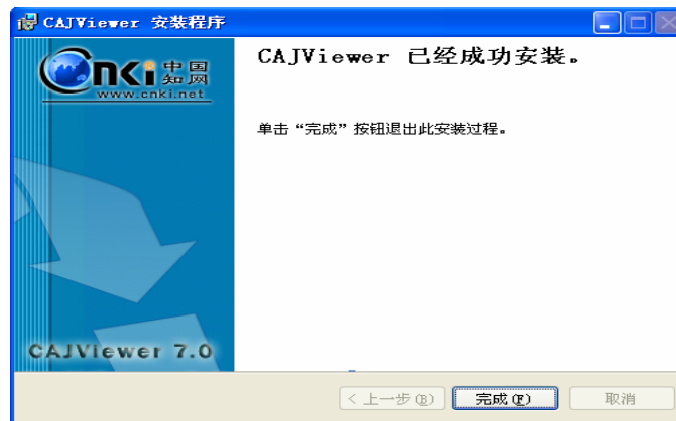 CAJViewer 安装程序
cnki 中国知网
www.cnki.net
CAJViewer 已经成功安装。
单击“完成”按钮退出此安装过程。
CAJViewer 7.0
< 上一步(B)
完成(F)
取消